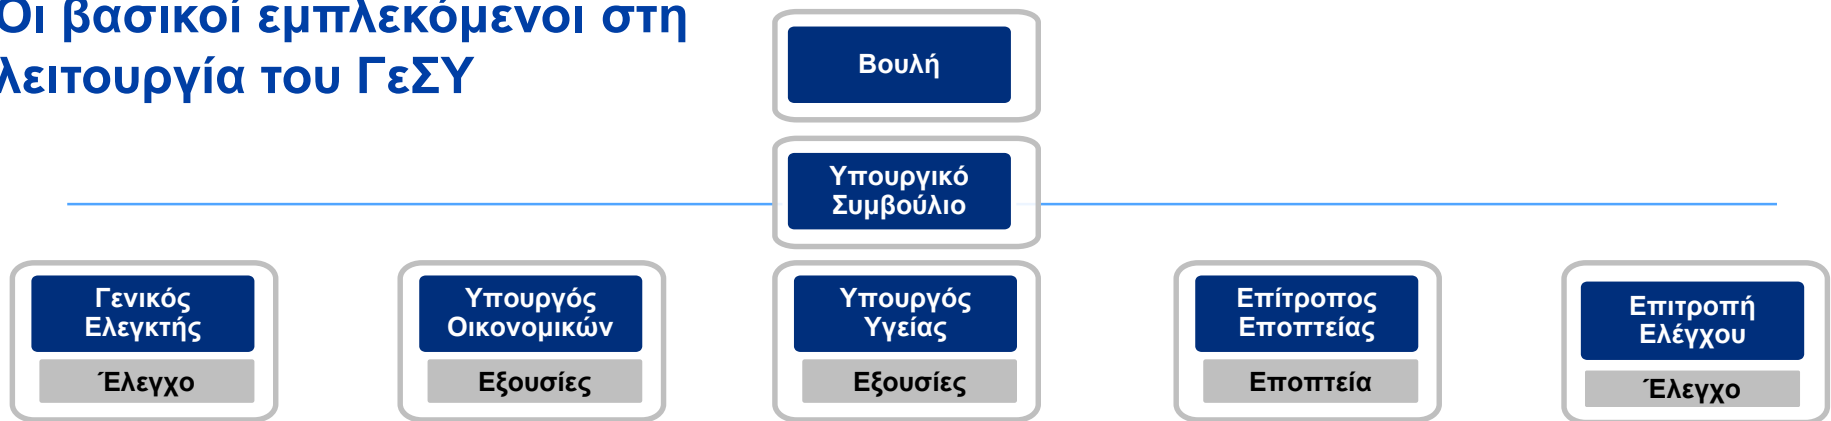 Οι βασικοί εμπλεκόμενοι στη
λειτουργία του ΓεΣΥ
Βουλή
Υπουργικό
Συμβούλιο
Γενικός
Ελεγκτής
Έλεγχο
Υπουργός
Οικονομικών
Εξουσίες
Υπουργός
Υγείας
Εξουσίες
Επίτροπος
Εποπτείας
Εποπτεία
Επιτροπή
Ελέγχου
Έλεγχο